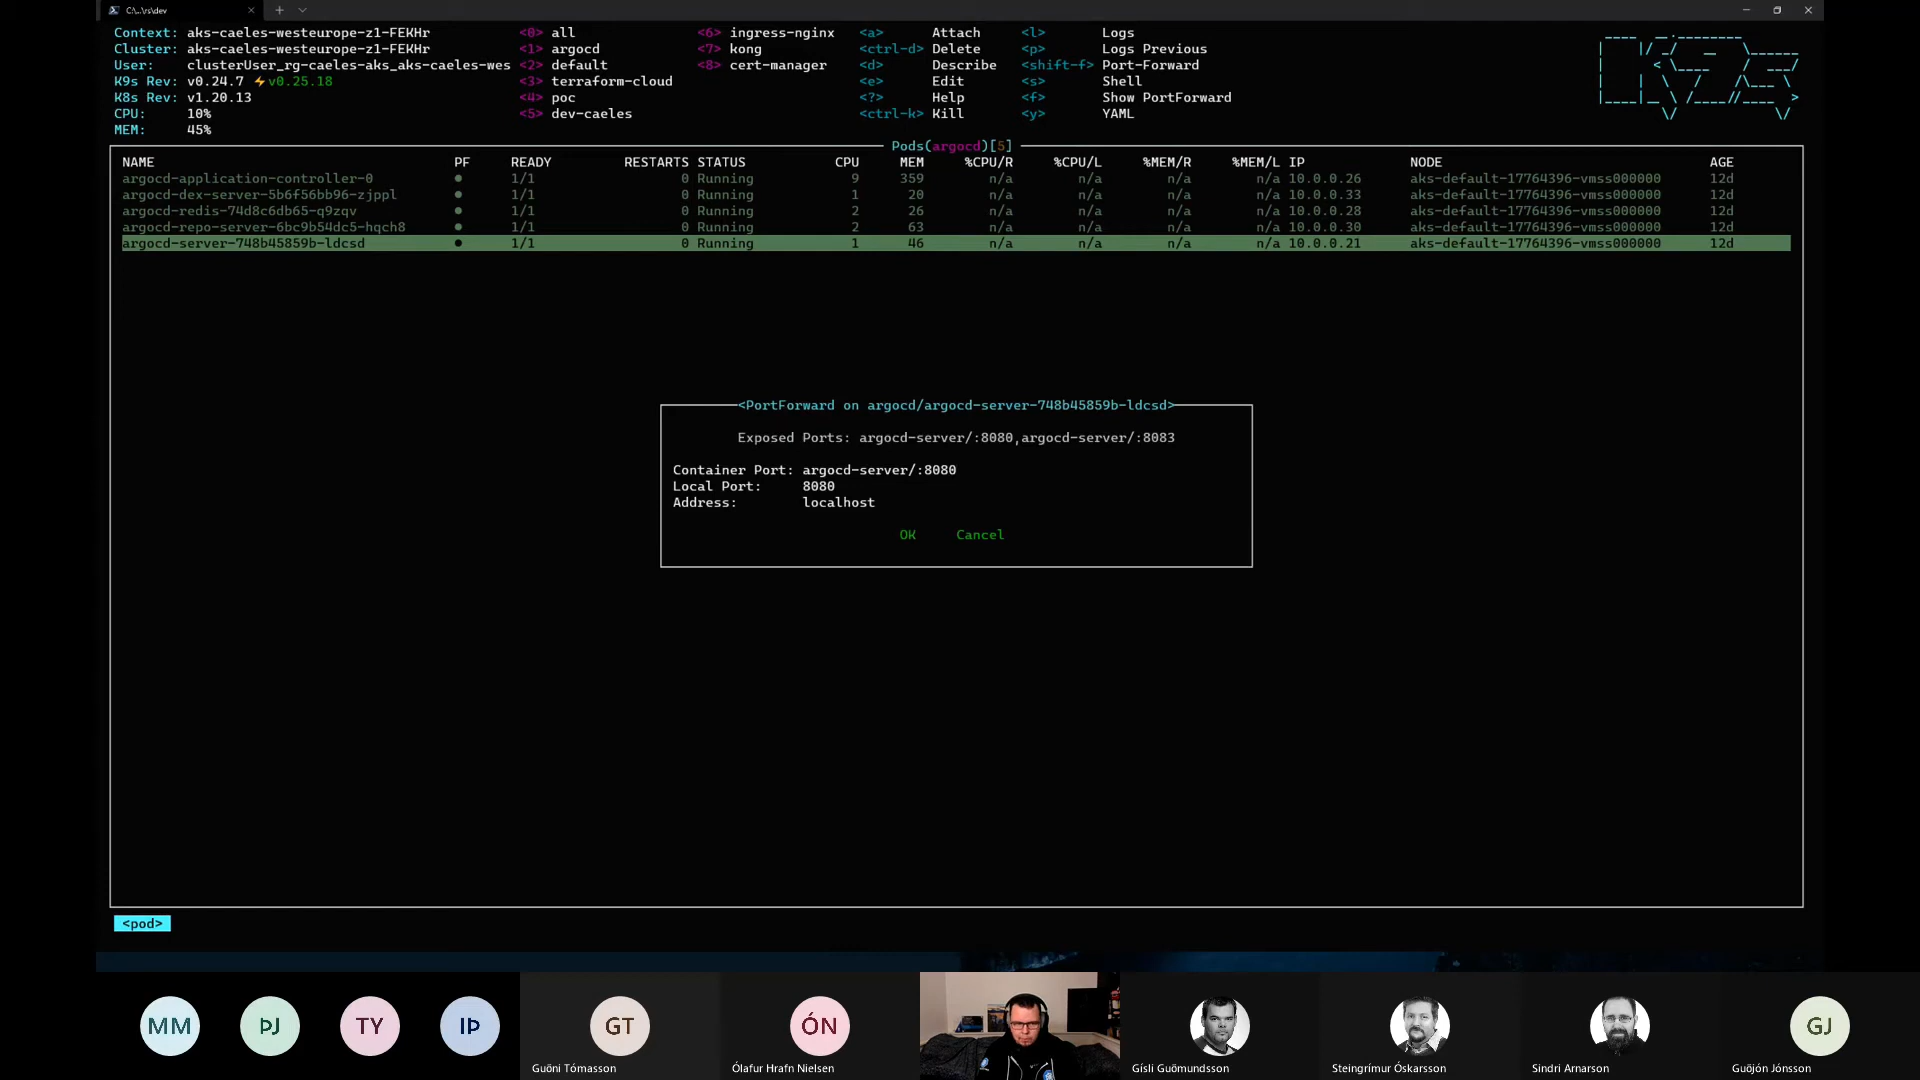 C:\...\rs\dev
Context: aks-caeles-westeurope-z1-FEKHr <0> all <6> ingress-nginx <a> Attach <l> Logs
Cluster: aks-caeles-westeurope-z1-FEKHr <1> argocd <7> kong <ctrl-d> Delete <p> Logs Previous
User: clusterUser_rg-caeles-aks_aks-caeles-wes <2> default <8> cert-manager <d> Describe <shift-f> Port-Forward
K9s Rev: v0.24.7 ⚡v0.25.18 <3> terraform-cloud <e> Edit <s> Shell
K8s Rev: v1.20.13 <4> poc <?> Help <f> Show PortForward
CPU: 10% <5> dev-caeles <ctrl-k> Kill <y> YAML
MEM: 45%
Pods(argocd)[5]
NAME PF READY RESTARTS STATUS CPU MEM %CPU/R %CPU/L %MEM/R %MEM/L IP NODE AGE
argocd-application-controller-0 ● 1/1 0 Running 9 359 n/a n/a n/a n/a 10.0.0.26 aks-default-17764396-vmss000000 12d
argocd-dex-server-5b6f56bb96-zjppl ● 1/1 0 Running 1 20 n/a n/a n/a n/a 10.0.0.33 aks-default-17764396-vmss000000 12d
argocd-redis-74d8c6db65-q9zqv ● 1/1 0 Running 2 26 n/a n/a n/a n/a 10.0.0.28 aks-default-17764396-vmss000000 12d
argocd-repo-server-6bc9b54dc5-hqch8 ● 1/1 0 Running 2 63 n/a n/a n/a n/a 10.0.0.30 aks-default-17764396-vmss000000 12d
argocd-server-748b45859b-ldcsd ● 1/1 0 Running 1 46 n/a n/a n/a n/a 10.0.0.21 aks-default-17764396-vmss000000 12d
<PortForward on argocd/argocd-server-748b45859b-ldcsd>
Exposed Ports: argocd-server/:8080,argocd-server/:8083
Container Port: argocd-server/:8080
Local Port: 8080
Address: localhost
OK Cancel
<pod>
MM ÞJ TY IÞ GT ÓN GJ
Guðni Tómasson Ólafur Hrafn Nielsen Gísli Guðmundsson Steingrímur Óskarsson Sindri Arnarson Guðjón Jónsson